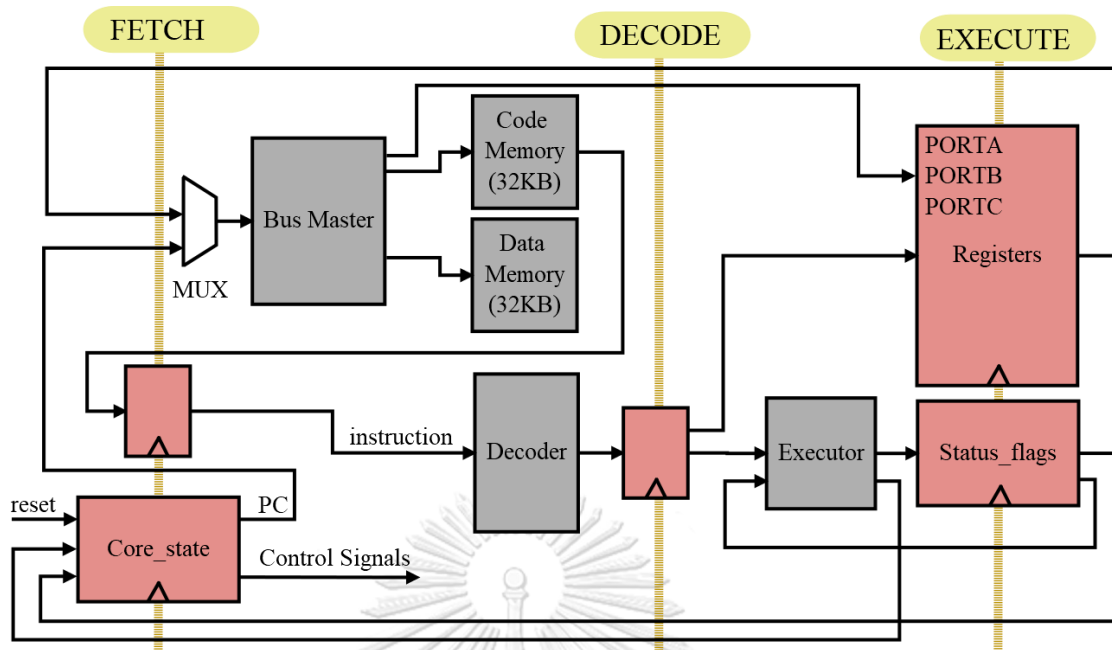 FETCH
DECODE
EXECUTE
Code
Memory
(32KB)
PORTA
PORTB
PORTC
Registers
Bus Master
Data
Memory
(32KB)
MUX
instruction
Decoder
Executor
Status_flags
reset
PC
Core_state
Control Signals